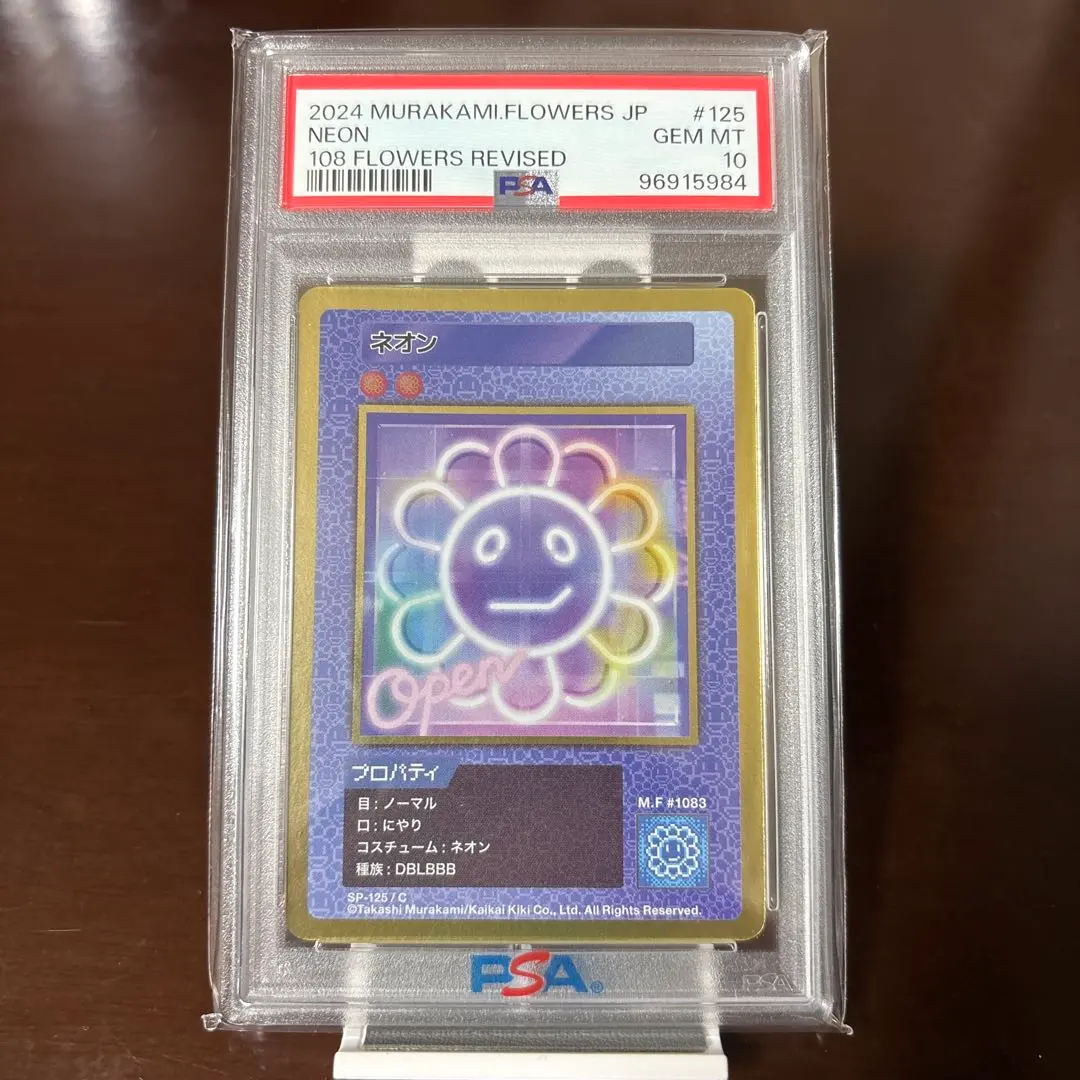 2024 MURAKAMI.FLOWERS JP #125
NEON GEM MT
108 FLOWERS REVISED 10
PSA 96915984
ネオン
Open
プロパティ
目 : ノーマル
口 : にやり
コスチューム : ネオン
種族 : DBLBBB
M.F #1083
SP-125 / C
©Takashi Murakami/Kaikai Kiki Co., Ltd. All Rights Reserved.
PSA®
PSA